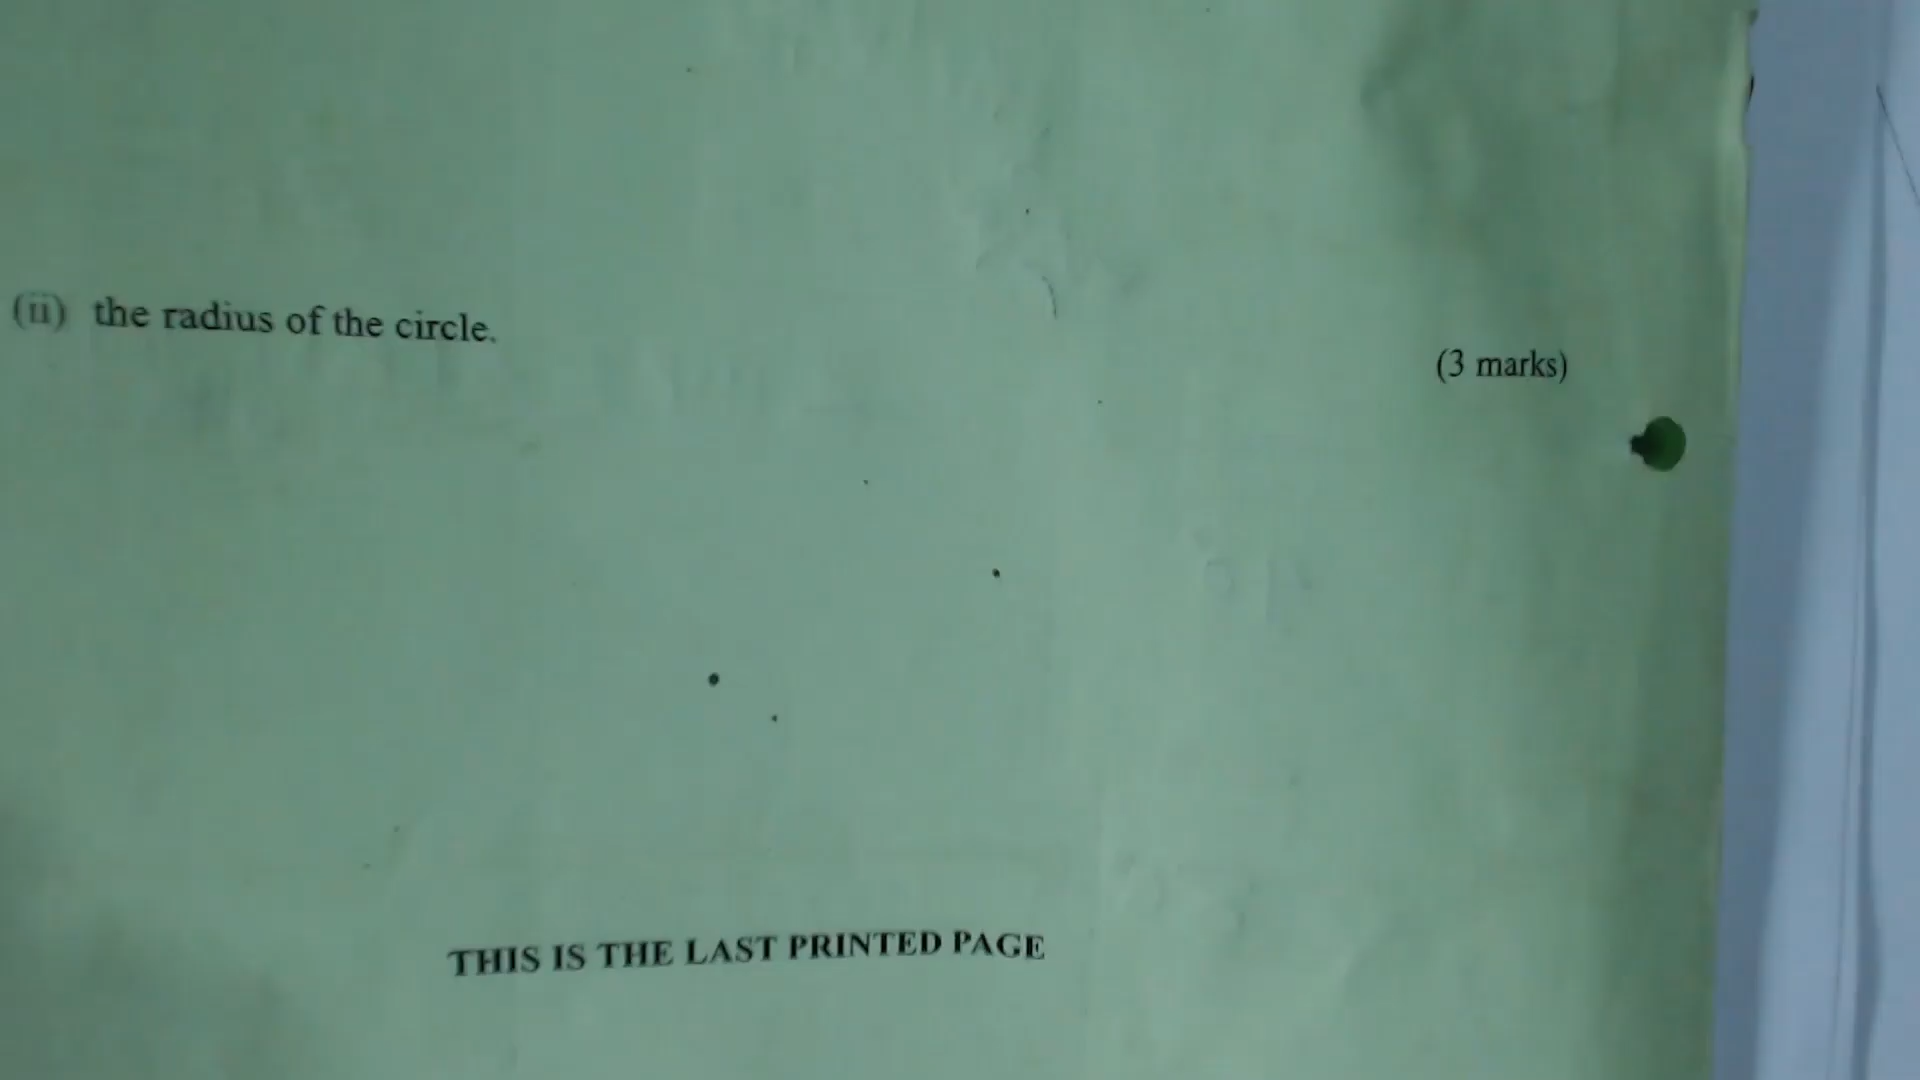 (ii) the radius of the circle.
(3 marks)
THIS IS THE LAST PRINTED PAGE